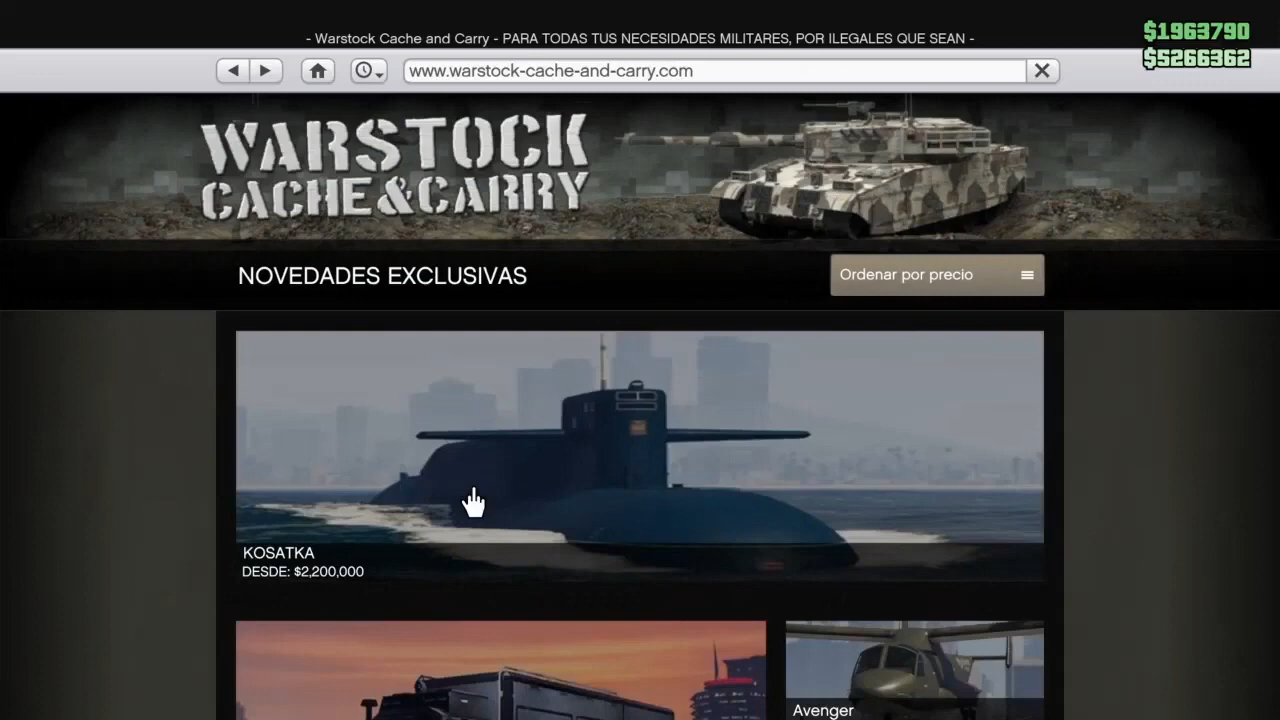 - Warstock Cache and Carry - PARA TODAS TUS NECESIDADES MILITARES, POR ILEGALES QUE SEAN -
$1963790
$5266362
www.warstock-cache-and-carry.com
WARSTOCK
CACHE&CARRY
NOVEDADES EXCLUSIVAS
Ordenar por precio
KOSATKA
DESDE: $2,200,000
Avenger